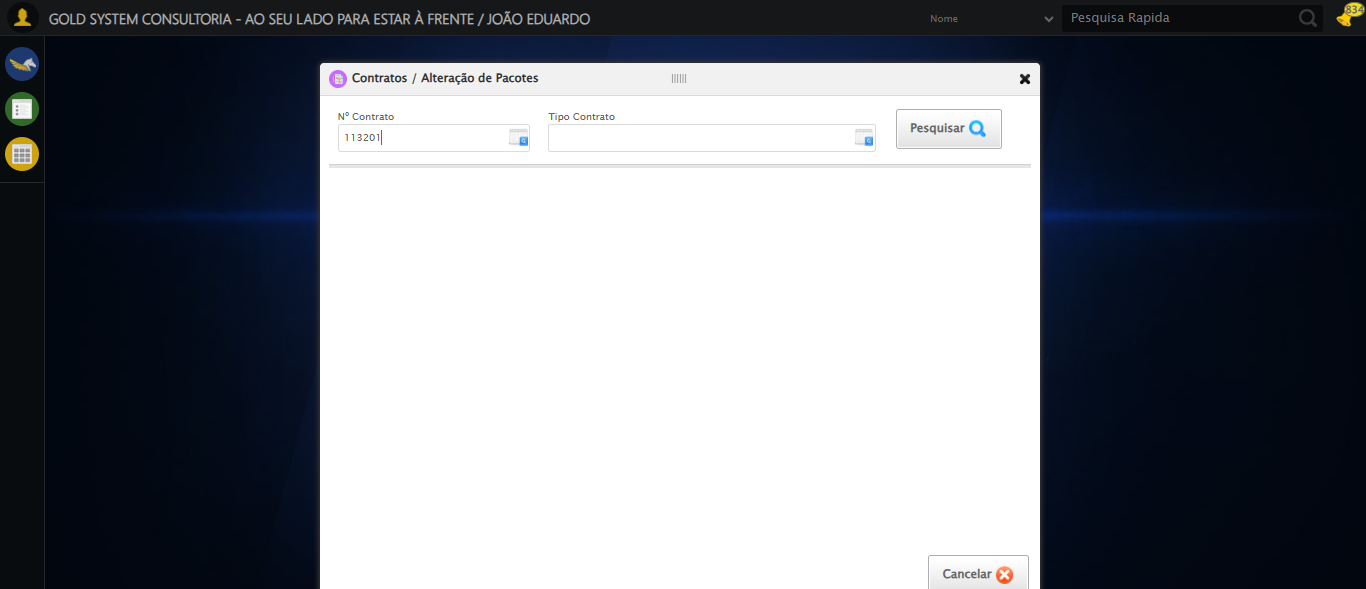 GOLD SYSTEM CONSULTORIA - AO SEU LADO PARA ESTAR À FRENTE / JOÃO EDUARDO
Nome
Pesquisa Rapida
834
Contratos / Alteração de Pacotes
Nº Contrato
Tipo Contrato
113201
Pesquisar
Cancelar